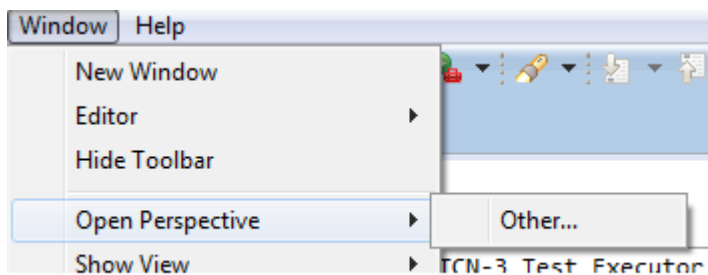 Window Help
New Window
Editor
Hide Toolbar
Open Perspective
Other...
Show View
TCN-3 Test Executor